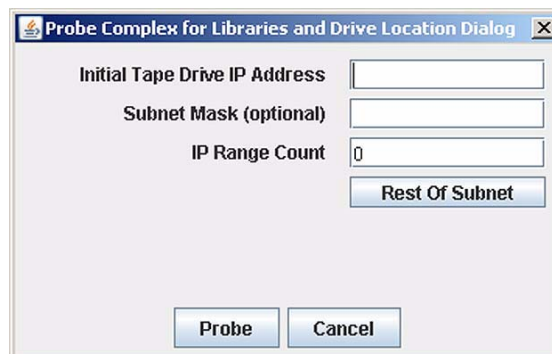 Probe Complex for Libraries and Drive Location Dialog
Initial Tape Drive IP Address
Subnet Mask (optional)
IP Range Count 0
Rest Of Subnet
Probe Cancel